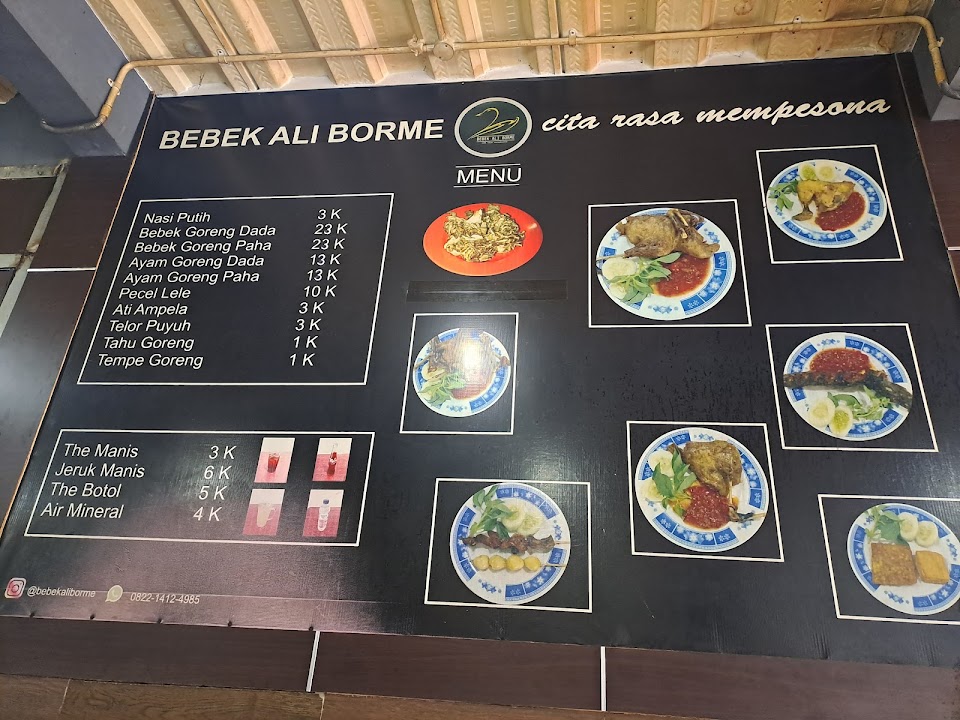 BEBEK ALI BORME
BEBEK ALI BORME
cita rasa mempesona
MENU
Nasi Putih 3 K
Bebek Goreng Dada 23 K
Bebek Goreng Paha 23 K
Ayam Goreng Dada 13 K
Ayam Goreng Paha 13 K
Pecel Lele 10 K
Ati Ampela 3 K
Telor Puyuh 3 K
Tahu Goreng 1 K
Tempe Goreng 1 K
The Manis 3 K
Jeruk Manis 6 K
The Botol 5 K
Air Mineral 4 K
@bebekaliborme 0822-1412-4985